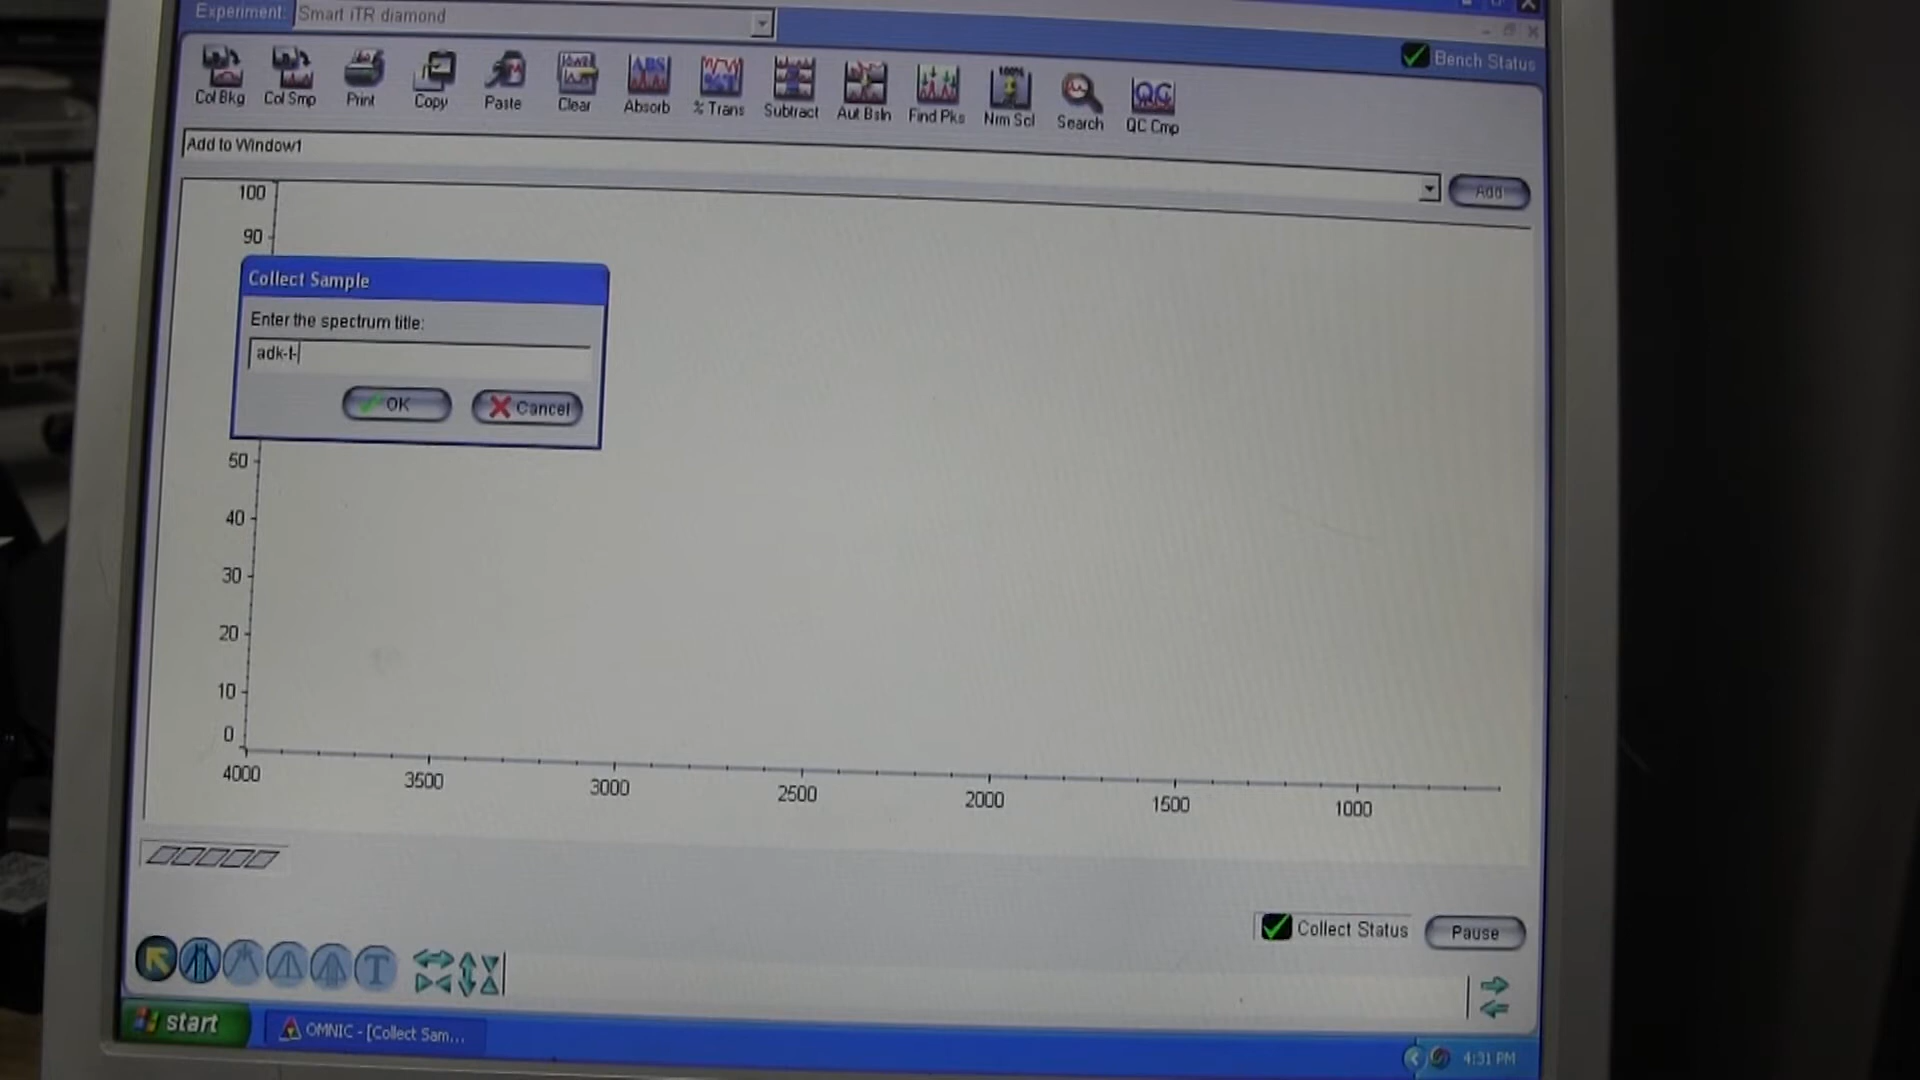 Experiment: Smart iTR diamond
Bench Status
Col Bkg Col Smp Print Copy Paste Clear Absorb % Trans Subtract Aut Bsln Find Pks Nrm Scl Search QC Cmp
ABS
%T
100%
QC
Add to Window1
Add
100
90
Collect Sample
Enter the spectrum title:
adk-t-
OK Cancel
50
40
30
20
10
0
4000 3500 3000 2500 2000 1500 1000
Collect Status Pause
T
start OMNIC - [Collect Sam... 4:31 PM